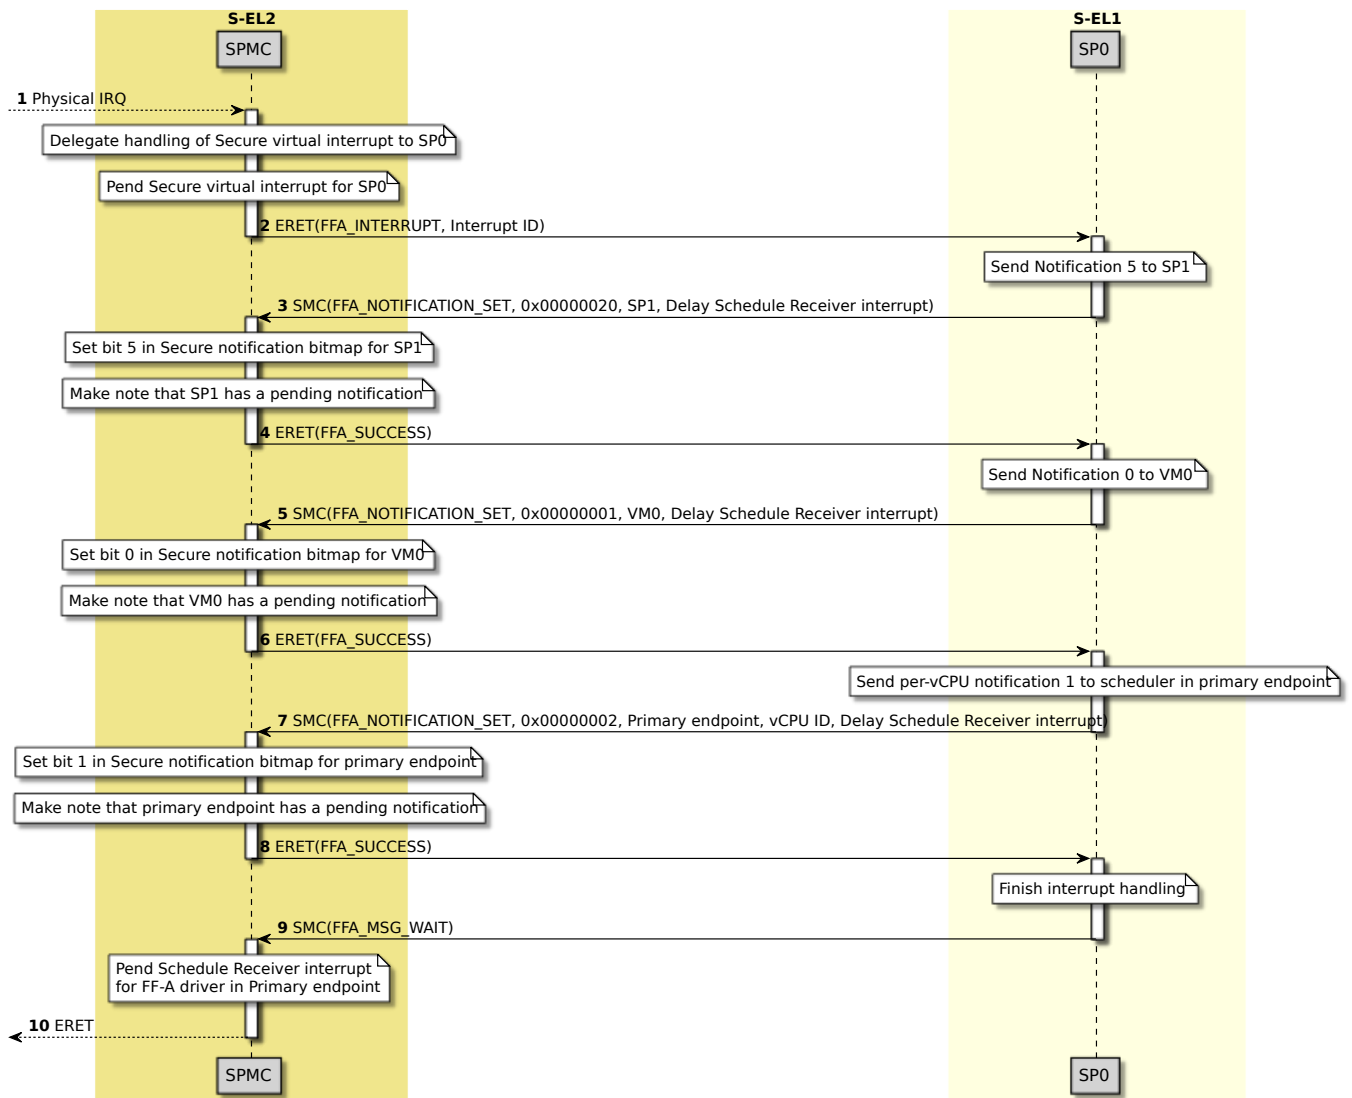 S-EL2
S-EL1
SPMC
SP0
1 Physical IRQ
Delegate handling of Secure virtual interrupt to SP0
Pend Secure virtual interrupt for SP0
2 ERET(FFA_INTERRUPT, Interrupt ID)
Send Notification 5 to SP1
3 SMC(FFA_NOTIFICATION_SET, 0x00000020, SP1, Delay Schedule Receiver interrupt)
Set bit 5 in Secure notification bitmap for SP1
Make note that SP1 has a pending notification
4 ERET(FFA_SUCCESS)
Send Notification 0 to VM0
5 SMC(FFA_NOTIFICATION_SET, 0x00000001, VM0, Delay Schedule Receiver interrupt)
Set bit 0 in Secure notification bitmap for VM0
Make note that VM0 has a pending notification
6 ERET(FFA_SUCCESS)
Send per-vCPU notification 1 to scheduler in primary endpoint
7 SMC(FFA_NOTIFICATION_SET, 0x00000002, Primary endpoint, vCPU ID, Delay Schedule Receiver interrupt)
Set bit 1 in Secure notification bitmap for primary endpoint
Make note that primary endpoint has a pending notification
8 ERET(FFA_SUCCESS)
Finish interrupt handling
9 SMC(FFA_MSG_WAIT)
Pend Schedule Receiver interrupt
for FF-A driver in Primary endpoint
10 ERET
SPMC
SP0